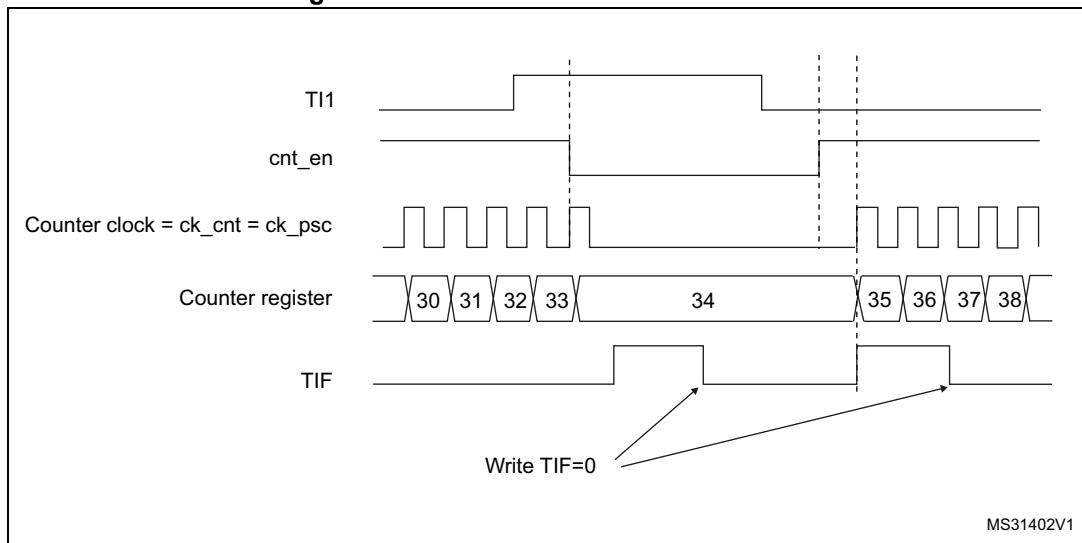 TI1
cnt_en
Counter clock = ck_cnt = ck_psc
Counter register 30 31 32 33 34 35 36 37 38
TIF
Write TIF=0
MS31402V1